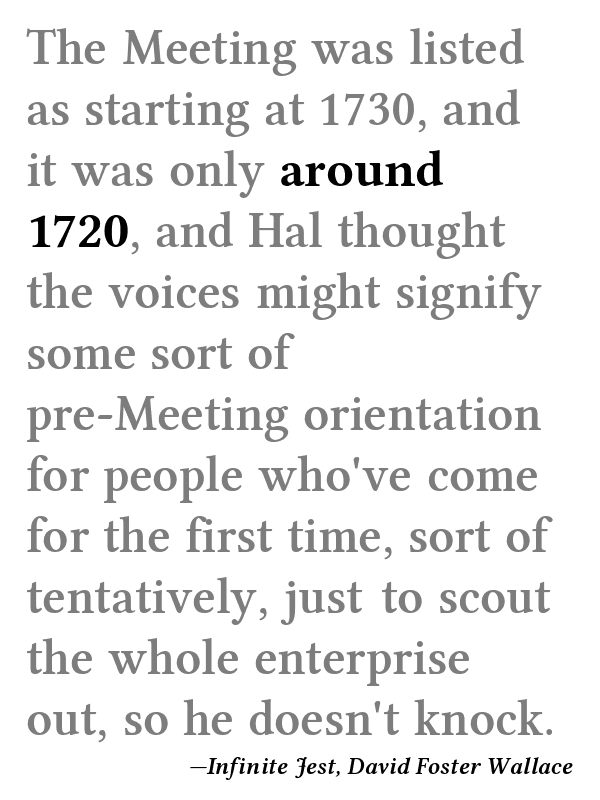 The Meeting was listed
as starting at 1730, and
it was only around
1720, and Hal thought
the voices might signify
some sort of
pre-Meeting orientation
for people who've come
for the first time, sort of
tentatively, just to scout
the whole enterprise
out, so he doesn't knock.
—Infinite Jest, David Foster Wallace